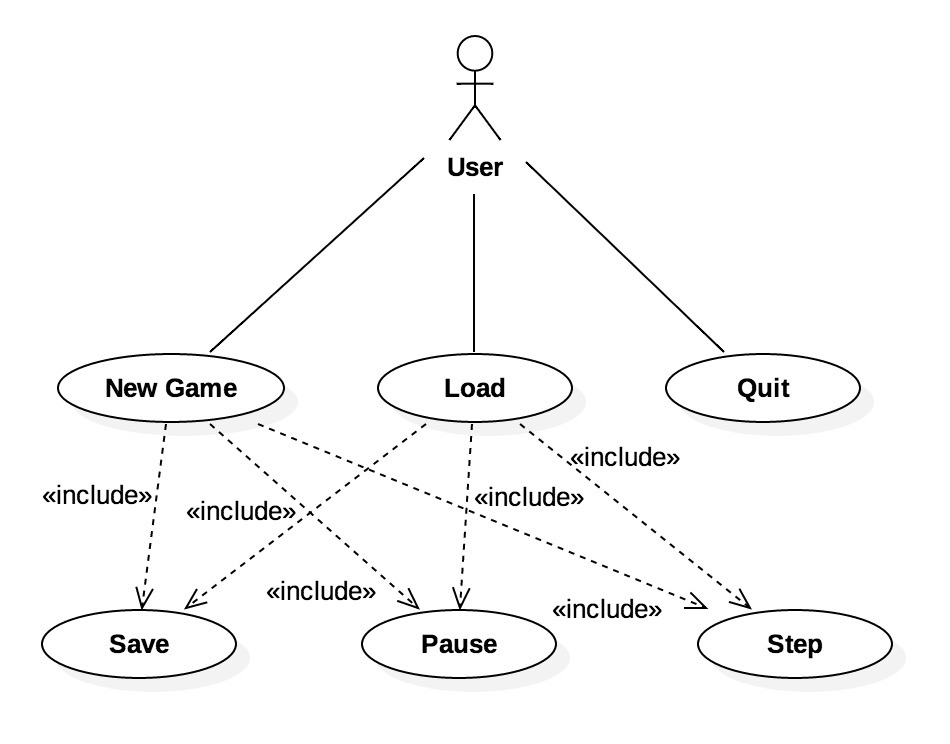 User
New Game
Load
Quit
«include»
«include»
«include»
«include»
«include»
«include»
Save
Pause
Step